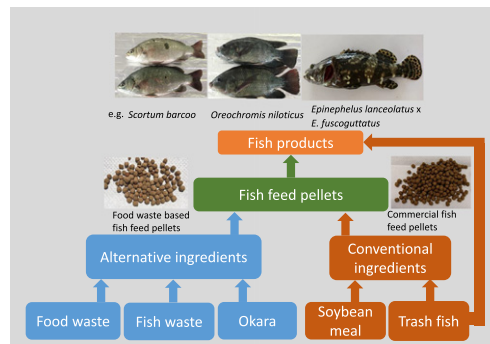 e.g. Scortum barcoo
Oreochromis niloticus
Epinephelus lanceolatus x
E. fuscoguttatus
Fish products
Fish feed pellets
Food waste based
fish feed pellets
Commercial fish
feed pellets
Alternative ingredients
Conventional
ingredients
Food waste
Fish waste
Okara
Soybean
meal
Trash fish